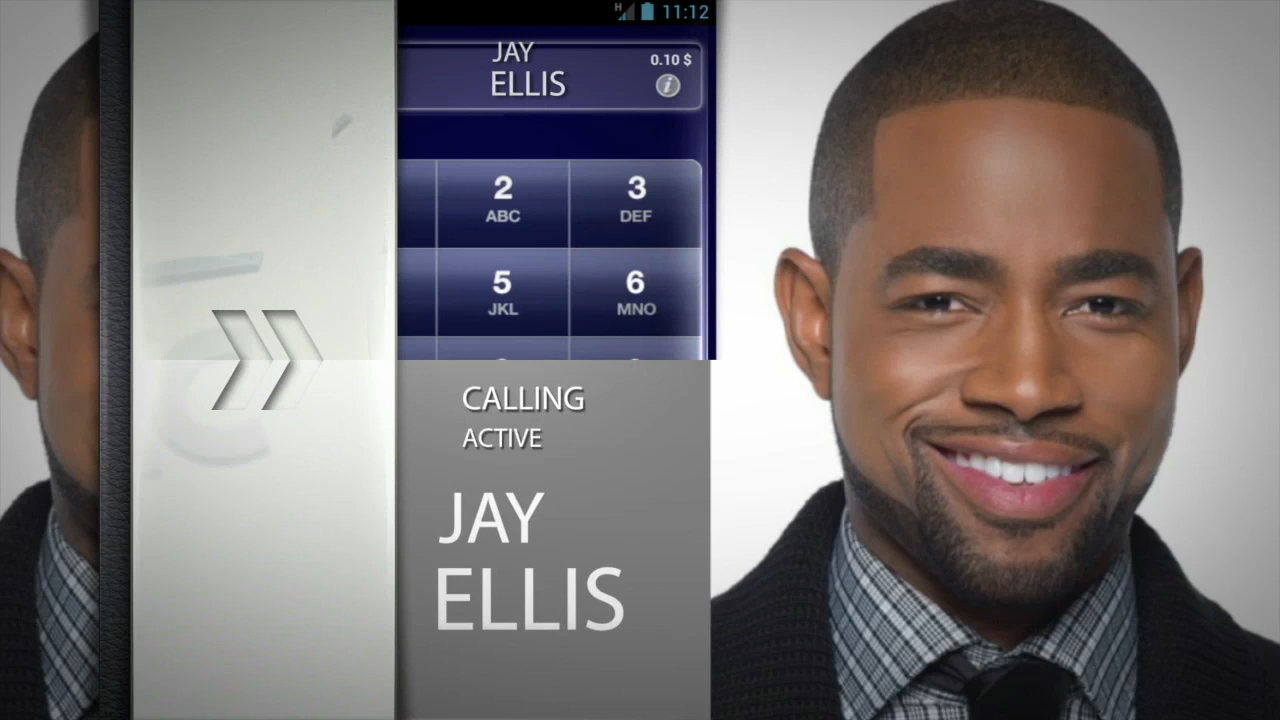 H 11:12
JAY
ELLIS
0.10 $
i
2
3
ABC
DEF
5
6
JKL
MNO
CALLING
ACTIVE
JAY
ELLIS